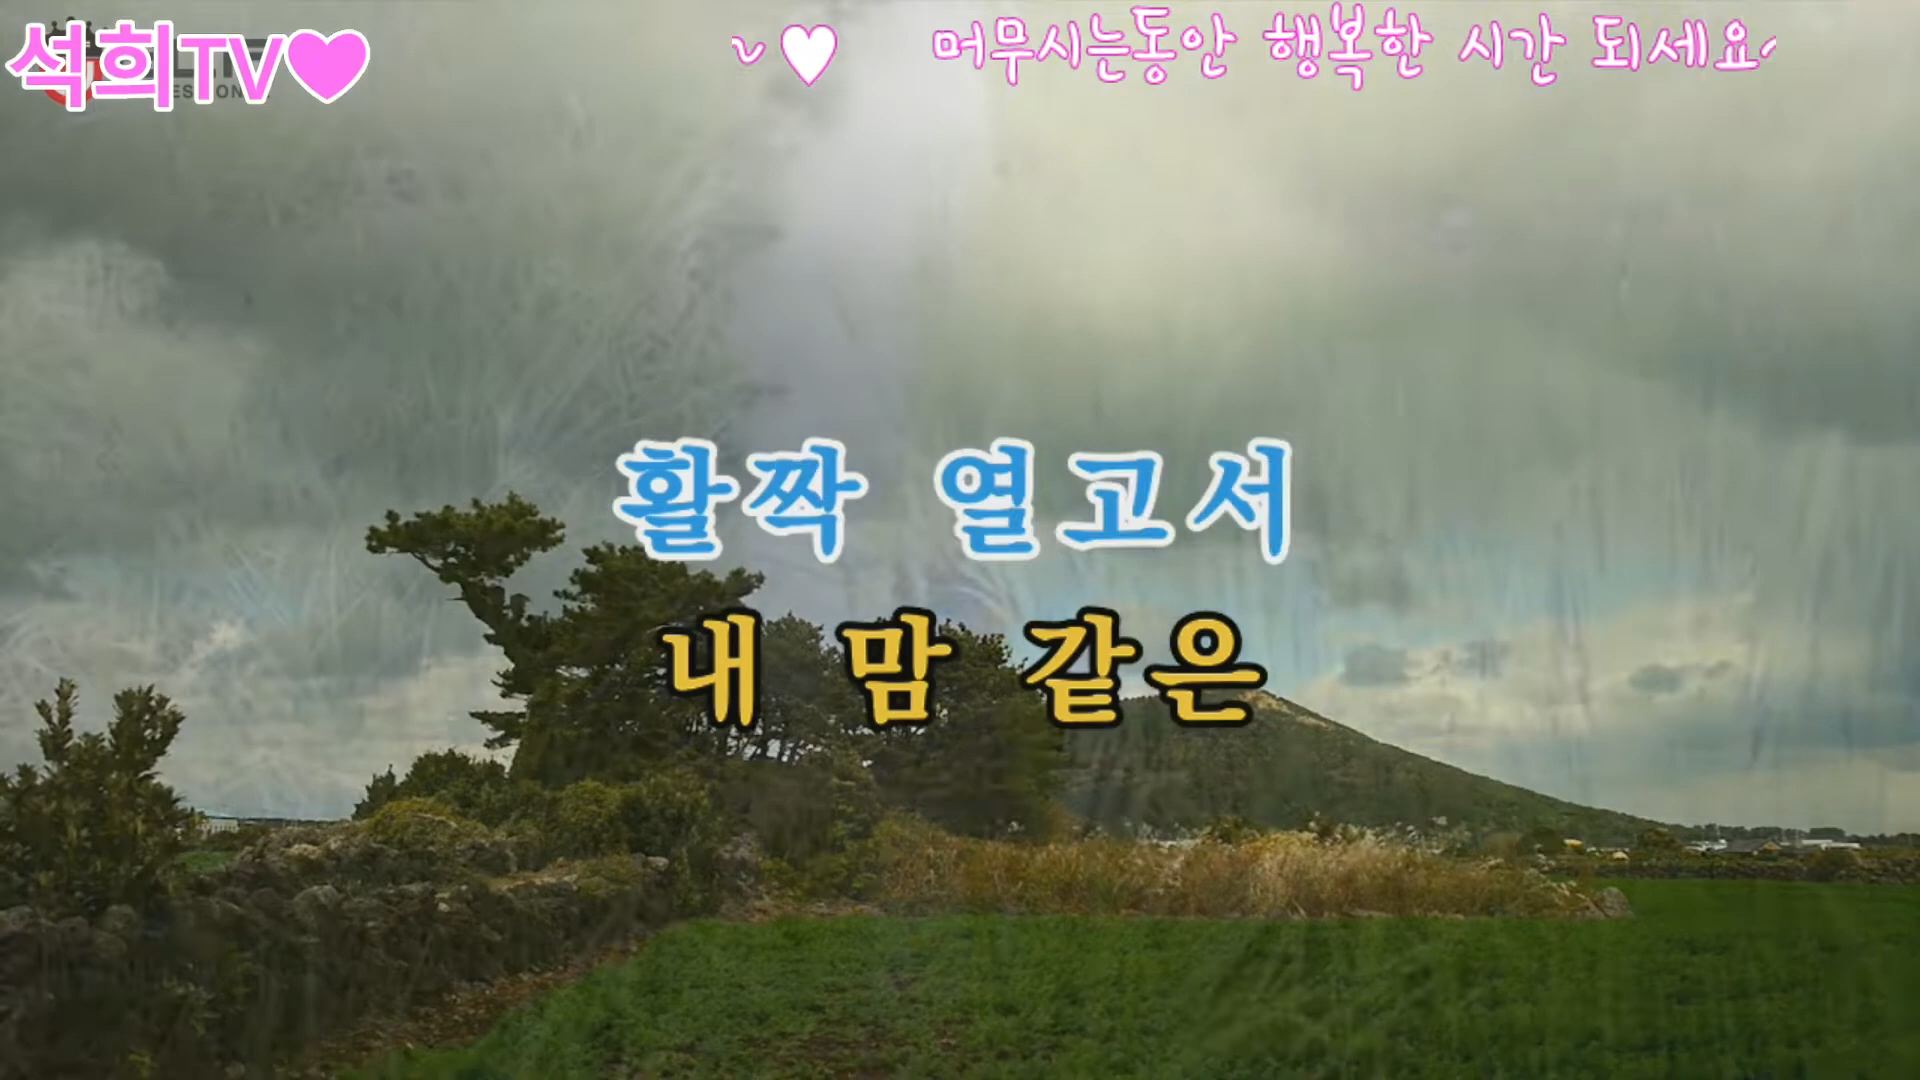 석희TV♥
~♥ 머무시는동안 행복한 시간 되세요~
활짝 열고서
내 맘 같은